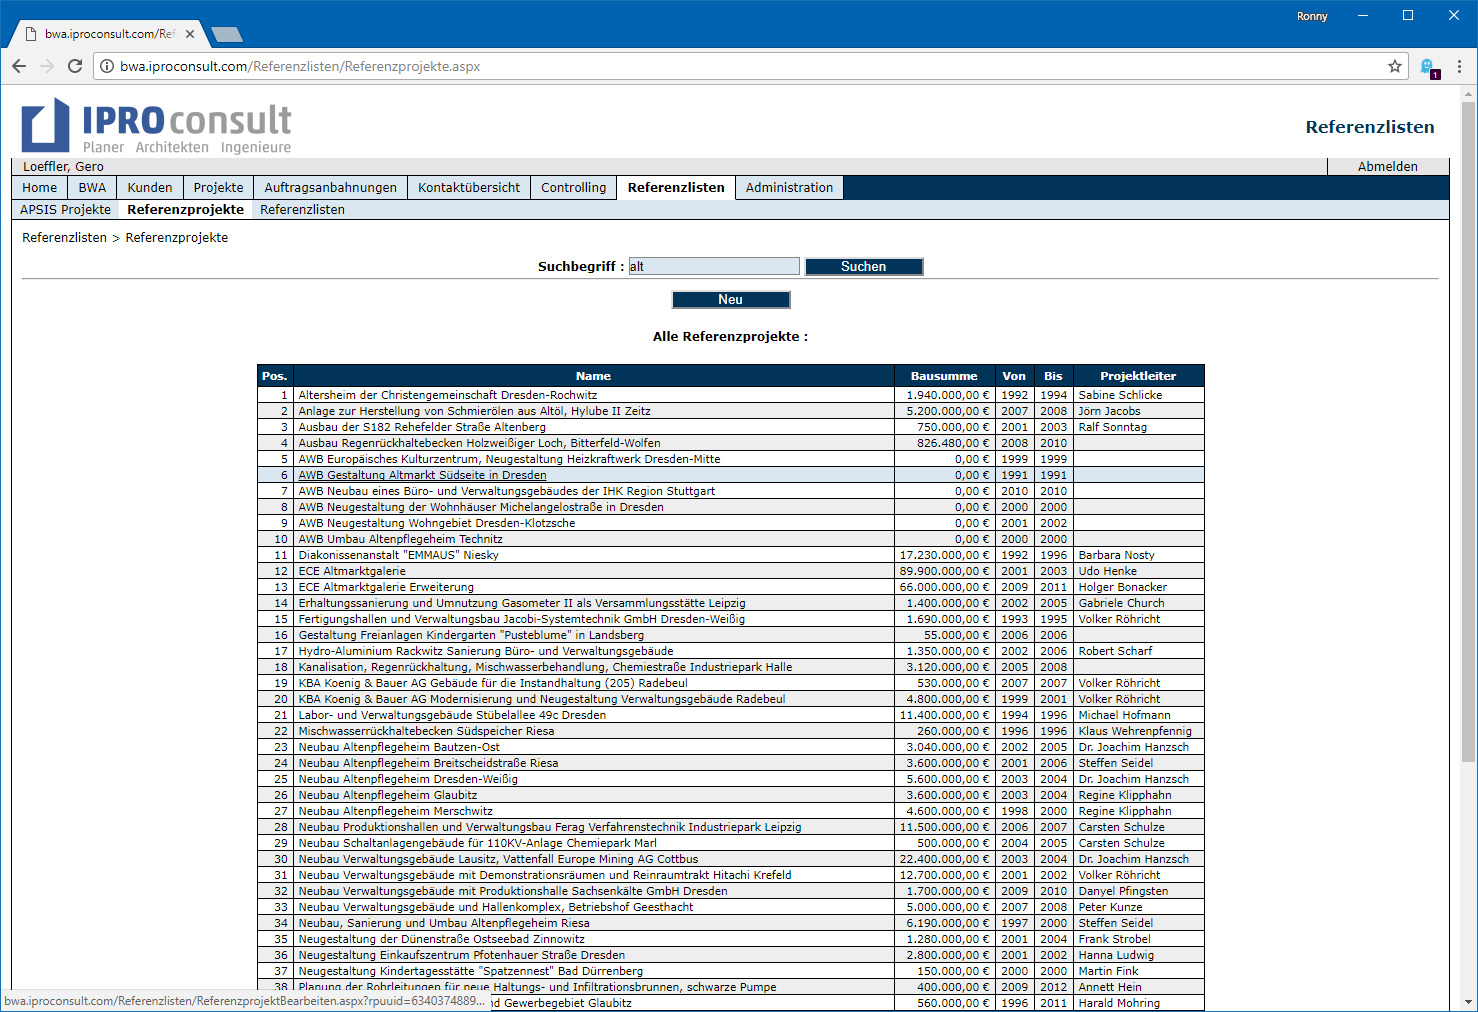 Ronny
bwa.iproconsult.com/Ref
bwa.iproconsult.com/Referenzlisten/Referenzprojekte.aspx
1
IPROconsult
Planer Architekten Ingenieure
Referenzlisten
Loeffler, Gero Abmelden
Home BWA Kunden Projekte Auftragsanbahnungen Kontaktübersicht Controlling Referenzlisten Administration
APSIS Projekte Referenzprojekte Referenzlisten
Referenzlisten > Referenzprojekte
Suchbegriff : alt Suchen
Neu
Alle Referenzprojekte :
Pos. Name Bausumme Von Bis Projektleiter
1 Altersheim der Christengemeinschaft Dresden-Rochwitz 1.940.000,00 € 1992 1994 Sabine Schlicke
2 Anlage zur Herstellung von Schmierölen aus Altöl, Hylube II Zeitz 5.200.000,00 € 2007 2008 Jörn Jacobs
3 Ausbau der S182 Rehefelder Straße Altenberg 750.000,00 € 2001 2003 Ralf Sonntag
4 Ausbau Regenrückhaltebecken Holzweißiger Loch, Bitterfeld-Wolfen 826.480,00 € 2008 2010
5 AWB Europäisches Kulturzentrum, Neugestaltung Heizkraftwerk Dresden-Mitte 0,00 € 1999 1999
6 AWB Gestaltung Altmarkt Südseite in Dresden 0,00 € 1991 1991
7 AWB Neubau eines Büro- und Verwaltungsgebäudes der IHK Region Stuttgart 0,00 € 2010 2010
8 AWB Neugestaltung der Wohnhäuser Michelangelostraße in Dresden 0,00 € 2000 2000
9 AWB Neugestaltung Wohngebiet Dresden-Klotzsche 0,00 € 2001 2002
10 AWB Umbau Altenpflegeheim Technitz 0,00 € 2000 2000
11 Diakonissenanstalt "EMMAUS" Niesky 17.230.000,00 € 1992 1996 Barbara Nosty
12 ECE Altmarktgalerie 89.900.000,00 € 2001 2003 Udo Henke
13 ECE Altmarktgalerie Erweiterung 66.000.000,00 € 2009 2011 Holger Bonacker
14 Erhaltungssanierung und Umnutzung Gasometer II als Versammlungsstätte Leipzig 1.400.000,00 € 2002 2005 Gabriele Church
15 Fertigungshallen und Verwaltungsbau Jacobi-Systemtechnik GmbH Dresden-Weißig 1.690.000,00 € 1993 1995 Volker Röhricht
16 Gestaltung Freianlagen Kindergarten "Pusteblume" in Landsberg 55.000,00 € 2006 2006
17 Hydro-Aluminium Rackwitz Sanierung Büro- und Verwaltungsgebäude 1.350.000,00 € 2002 2006 Robert Scharf
18 Kanalisation, Regenrückhaltung, Mischwasserbehandlung, Chemiestraße Industriepark Halle 3.120.000,00 € 2005 2008
19 KBA Koenig & Bauer AG Gebäude für die Instandhaltung (205) Radebeul 530.000,00 € 2007 2007 Volker Röhricht
20 KBA Koenig & Bauer AG Modernisierung und Neugestaltung Verwaltungsgebäude Radebeul 4.800.000,00 € 1999 2001 Volker Röhricht
21 Labor- und Verwaltungsgebäude Stübelallee 49c Dresden 11.400.000,00 € 1994 1996 Michael Hofmann
22 Mischwasserrückhaltebecken Südspeicher Riesa 260.000,00 € 1996 1996 Klaus Wehrenpfennig
23 Neubau Altenpflegeheim Bautzen-Ost 3.040.000,00 € 2002 2005 Dr. Joachim Hanzsch
24 Neubau Altenpflegeheim Breitscheidstraße Riesa 3.600.000,00 € 2001 2006 Steffen Seidel
25 Neubau Altenpflegeheim Dresden-Weißig 5.600.000,00 € 2003 2004 Dr. Joachim Hanzsch
26 Neubau Altenpflegeheim Glaubitz 3.600.000,00 € 2003 2004 Regine Klipphahn
27 Neubau Altenpflegeheim Merschwitz 4.600.000,00 € 1998 2000 Regine Klipphahn
28 Neubau Produktionshallen und Verwaltungsbau Ferag Verfahrenstechnik Industriepark Leipzig 11.500.000,00 € 2006 2007 Carsten Schulze
29 Neubau Schaltanlagengebäude für 110KV-Anlage Chemiepark Marl 500.000,00 € 2004 2005 Carsten Schulze
30 Neubau Verwaltungsgebäude Lausitz, Vattenfall Europe Mining AG Cottbus 22.400.000,00 € 2003 2004 Dr. Joachim Hanzsch
31 Neubau Verwaltungsgebäude mit Demonstrationsräumen und Reinraumtrakt Hitachi Krefeld 12.700.000,00 € 2001 2002 Volker Röhricht
32 Neubau Verwaltungsgebäude mit Produktionshalle Sachsenkälte GmbH Dresden 1.700.000,00 € 2009 2010 Danyel Pfingsten
33 Neubau Verwaltungsgebäude und Hallenkomplex, Betriebshof Geesthacht 5.000.000,00 € 2007 2008 Peter Kunze
34 Neubau, Sanierung und Umbau Altenpflegeheim Riesa 6.190.000,00 € 1997 2000 Steffen Seidel
35 Neugestaltung der Dünenstraße Ostseebad Zinnowitz 1.280.000,00 € 2001 2004 Frank Strobel
36 Neugestaltung Einkaufszentrum Pfotenhauer Straße Dresden 2.800.000,00 € 2001 2002 Hanna Ludwig
37 Neugestaltung Kindertagesstätte "Spatzennest" Bad Dürrenberg 150.000,00 € 2000 2000 Martin Fink
38 Planung der Rohrleitungen für neue Haltungs- und Infiltrationsbrunnen, schwarze Pumpe 400.000,00 € 2009 2012 Annett Hein
bwa.iproconsult.com/Referenzlisten/ReferenzprojektBearbeiten.aspx?rpuuid=6340374889... d Gewerbegebiet Glaubitz 560.000,00 € 1996 2011 Harald Mohring